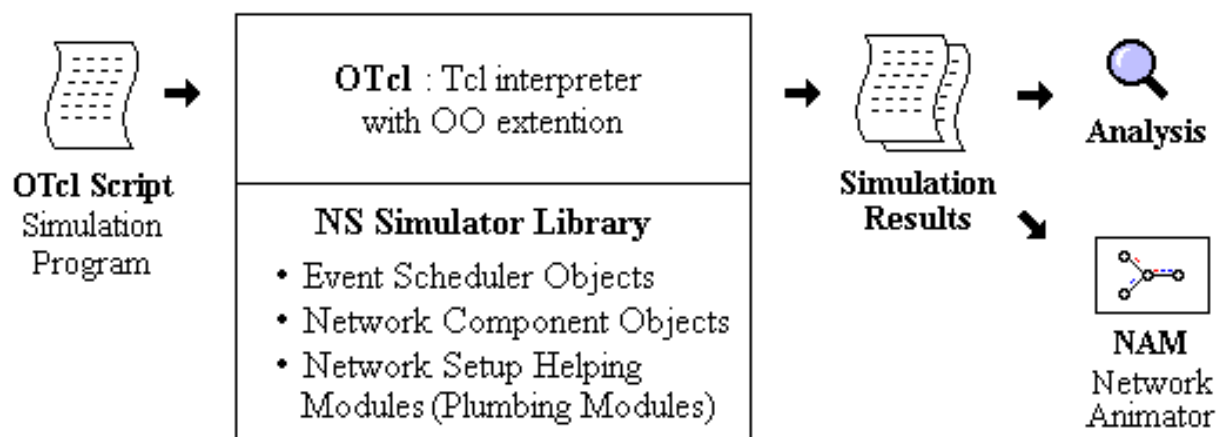 OTcl Script
Simulation
Program
OTcl : Tcl interpreter
with OO extention
NS Simulator Library
• Event Scheduler Objects
• Network Component Objects
• Network Setup Helping
Modules (Plumbing Modules)
Simulation
Results
Analysis
NAM
Network
Animator